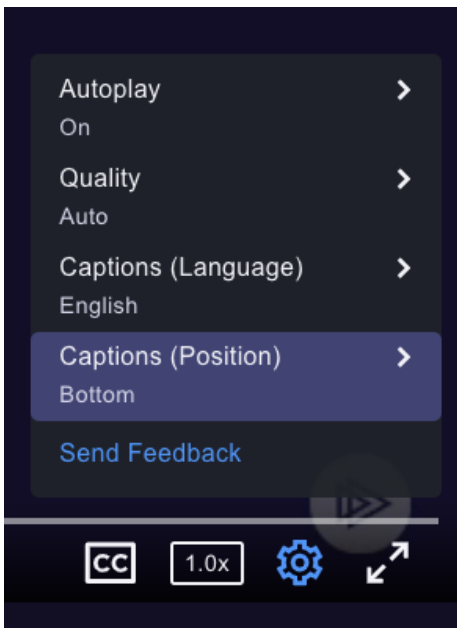 Autoplay
On
Quality
Auto
Captions (Language)
English
Captions (Position)
Bottom
Send Feedback
CC
1.0x